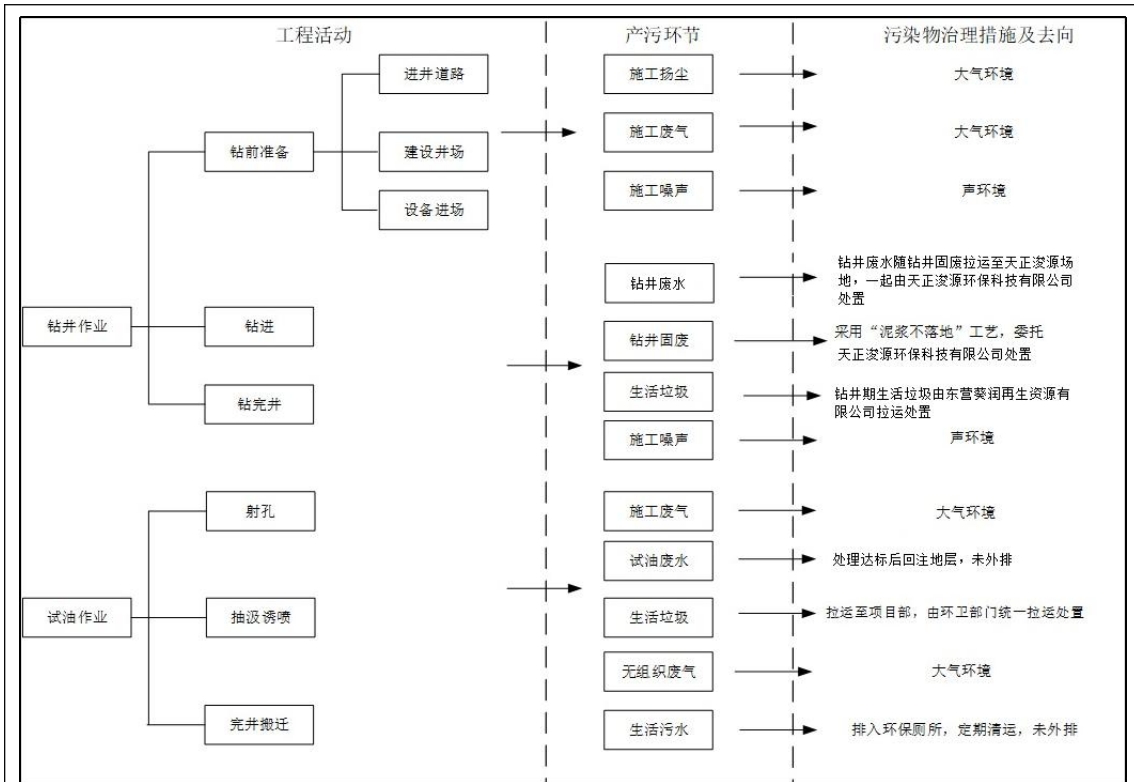 工程活动
产污环节
污染物治理措施及去向
进井道路
钻前准备
建设井场
设备进场
钻井作业
钻进
钻完井
射孔
试油作业
抽汲诱喷
完井搬迁
施工扬尘
大气环境
施工废气
大气环境
施工噪声
声环境
钻井废水
钻井废水随钻井固废拉运至天正浚源场
地，一起由天正浚源环保科技有限公司
处置
钻井固废
采用“泥浆不落地”工艺，委托
天正浚源环保科技有限公司处置
生活垃圾
钻井期生活垃圾由东营葵润再生资源有
限公司拉运处置
施工噪声
声环境
施工废气
大气环境
试油废水
处理达标后回注地层，未外排
生活垃圾
拉运至项目部，由环卫部门统一拉运处置
无组织废气
大气环境
生活污水
排入环保厕所，定期清运，未外排